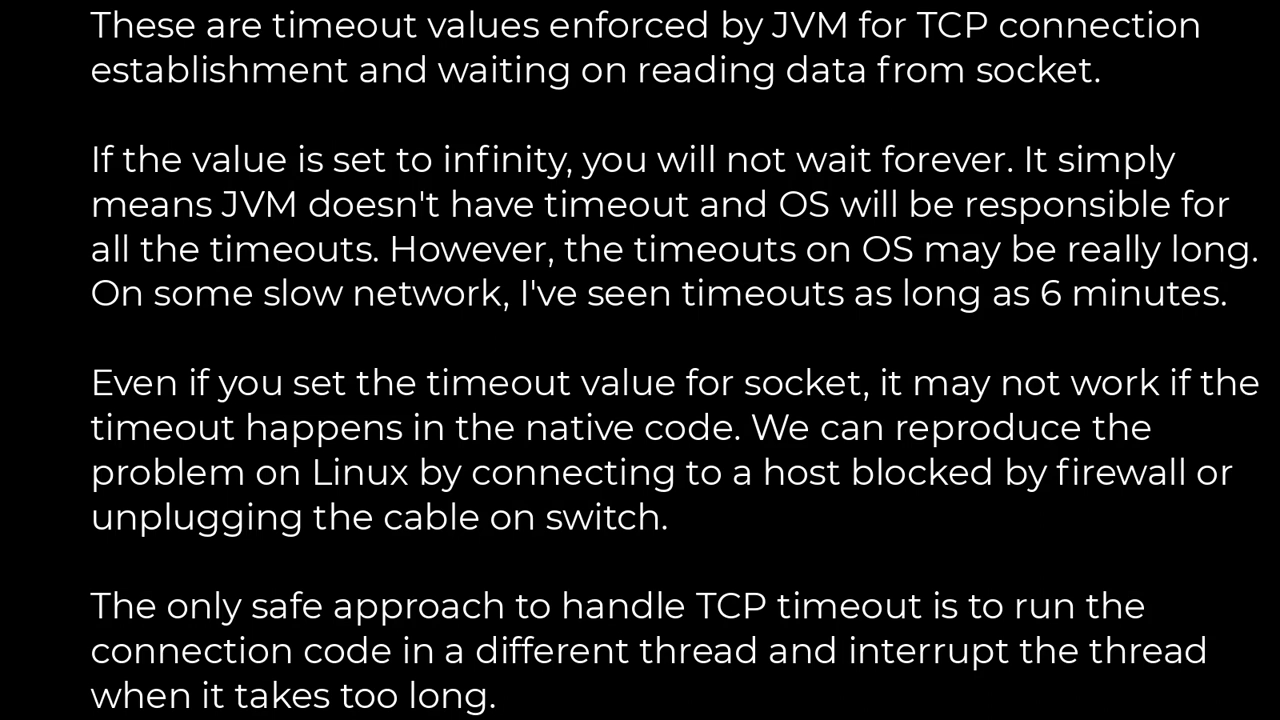 These are timeout values enforced by JVM for TCP connection
establishment and waiting on reading data from socket.
If the value is set to infinity, you will not wait forever. It simply
means JVM doesn't have timeout and OS will be responsible for
all the timeouts. However, the timeouts on OS may be really long.
On some slow network, I've seen timeouts as long as 6 minutes.
Even if you set the timeout value for socket, it may not work if the
timeout happens in the native code. We can reproduce the
problem on Linux by connecting to a host blocked by firewall or
unplugging the cable on switch.
The only safe approach to handle TCP timeout is to run the
connection code in a different thread and interrupt the thread
when it takes too long.